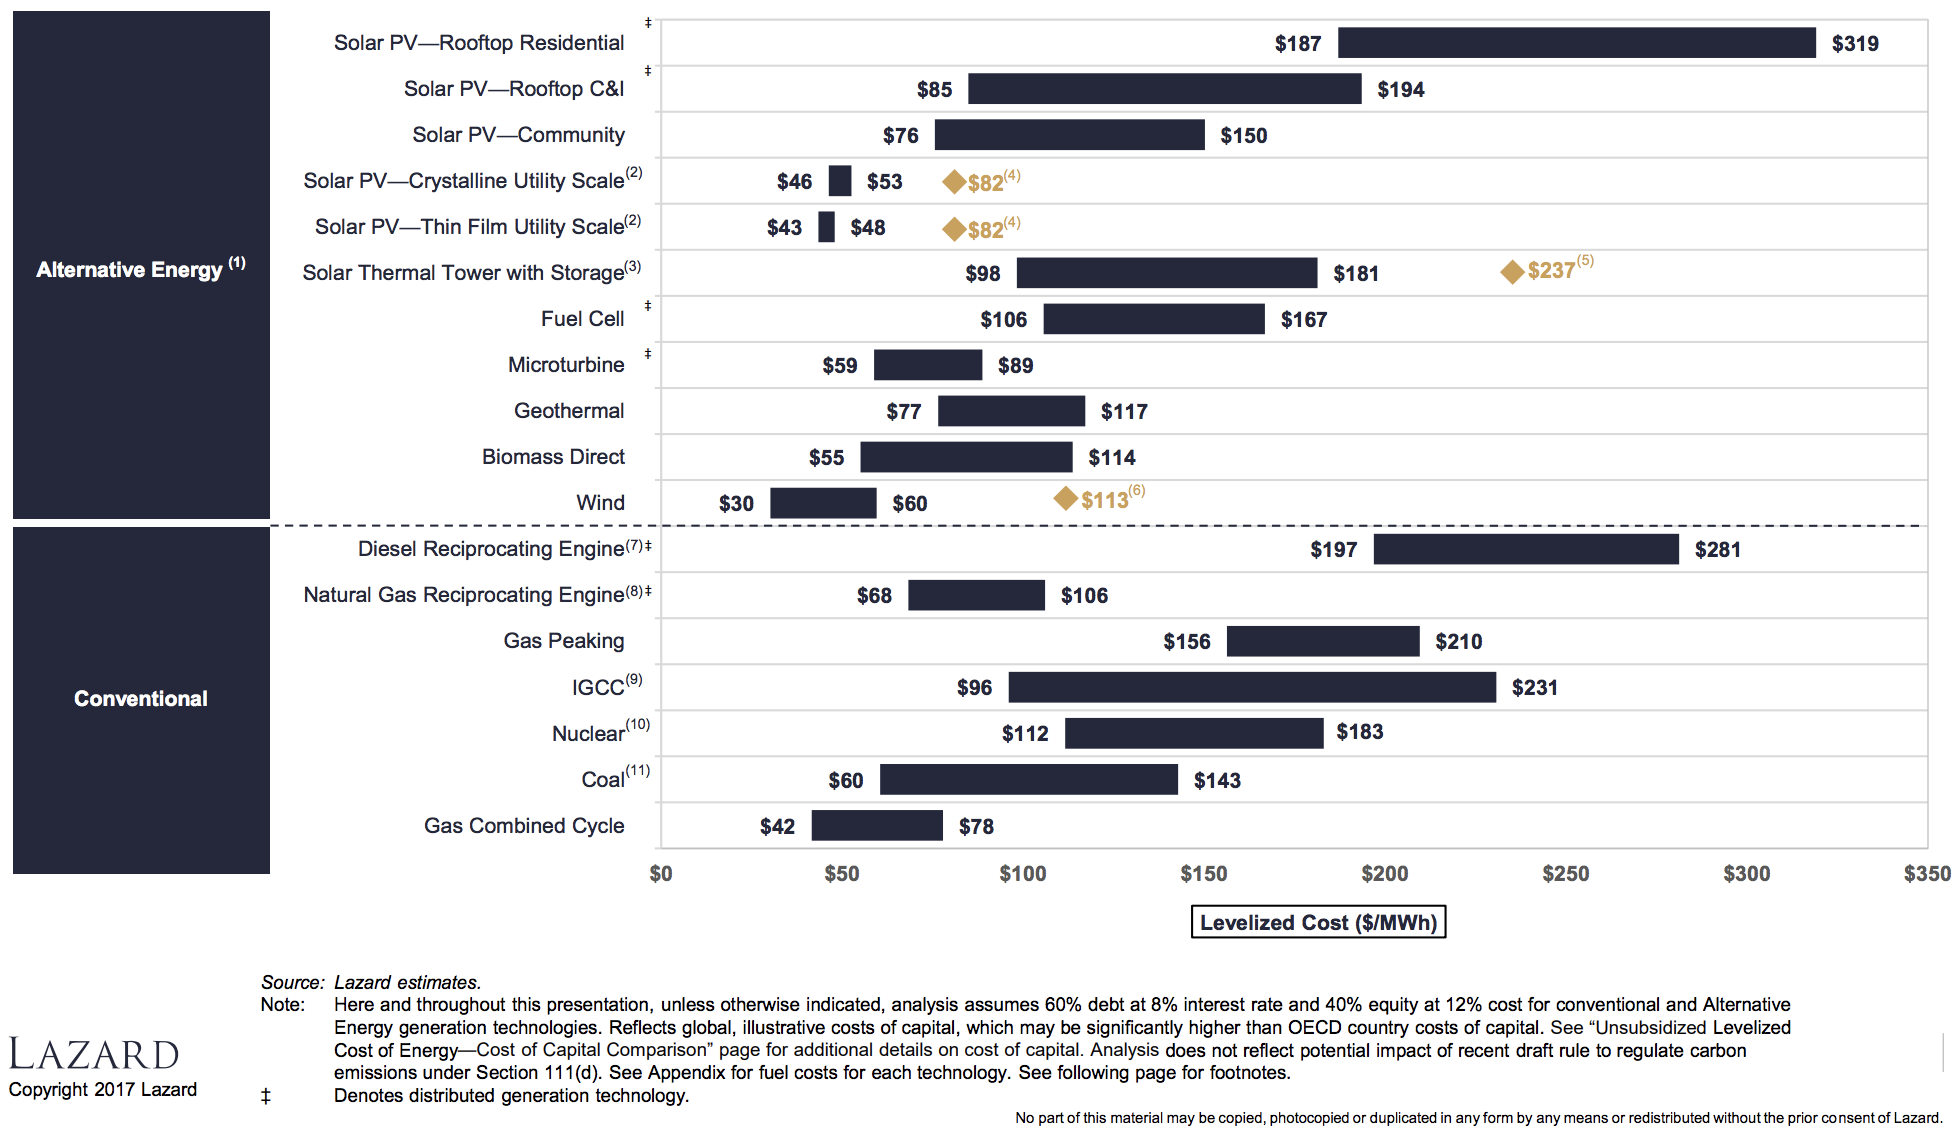 Alternative Energy (1)
Solar PV—Rooftop Residential ‡ $187 $319
Solar PV—Rooftop C&I ‡ $85 $194
Solar PV—Community $76 $150
Solar PV—Crystalline Utility Scale(2) $46 $53 $82(4)
Solar PV—Thin Film Utility Scale(2) $43 $48 $82(4)
Solar Thermal Tower with Storage(3) $98 $181 $237(5)
Fuel Cell ‡ $106 $167
Microturbine ‡ $59 $89
Geothermal $77 $117
Biomass Direct $55 $114
Wind $30 $60 $113(6)
Conventional
Diesel Reciprocating Engine(7)‡ $197 $281
Natural Gas Reciprocating Engine(8)‡ $68 $106
Gas Peaking $156 $210
IGCC(9) $96 $231
Nuclear(10) $112 $183
Coal(11) $60 $143
Gas Combined Cycle $42 $78
$0 $50 $100 $150 $200 $250 $300 $350
Levelized Cost ($/MWh)
Source: Lazard estimates.
Note: Here and throughout this presentation, unless otherwise indicated, analysis assumes 60% debt at 8% interest rate and 40% equity at 12% cost for conventional and Alternative
Energy generation technologies. Reflects global, illustrative costs of capital, which may be significantly higher than OECD country costs of capital. See “Unsubsidized Levelized
Cost of Energy—Cost of Capital Comparison” page for additional details on cost of capital. Analysis does not reflect potential impact of recent draft rule to regulate carbon
emissions under Section 111(d). See Appendix for fuel costs for each technology. See following page for footnotes.
‡ Denotes distributed generation technology.
LAZARD
Copyright 2017 Lazard
No part of this material may be copied, photocopied or duplicated in any form by any means or redistributed without the prior consent of Lazard.